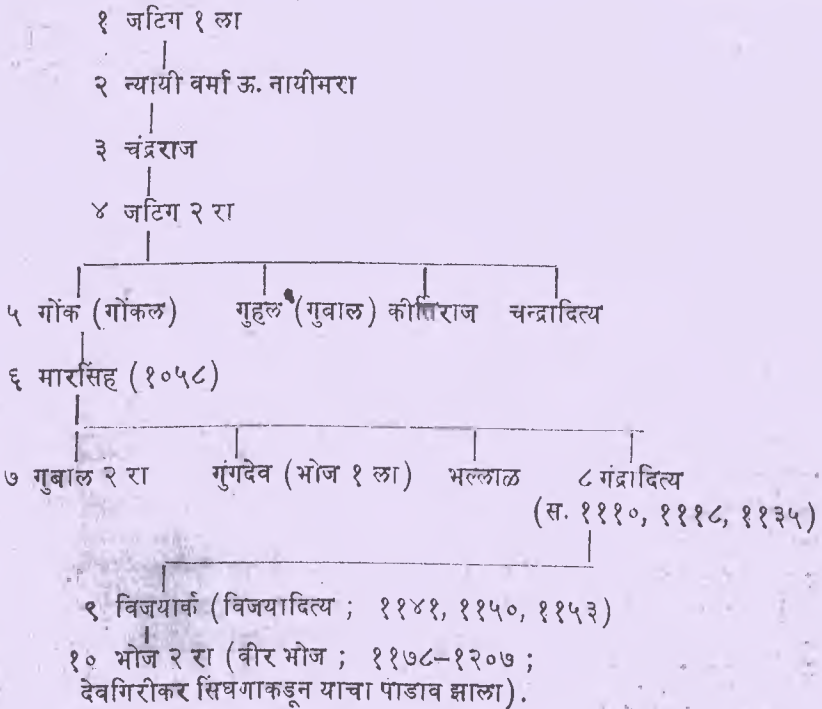 १ जटिग १ ला
२ न्यायी वर्मा ऊ. नायीमरा
३ चंद्रराज
४ जटिग २ रा
५ गोंक (गोंकल) गुहल (गुवाल) कीर्तिराज चन्द्रादित्य
६ मारसिंह (१०५८)
७ गुबाल २ रा गुंगदेव (भोज १ ला) भल्लाळ ८ गंद्रादित्य
(स. १११०, १११८, ११३५)
९ विजयार्क (विजयादित्य ; ११४१, ११५०, ११५३)
१० भोज २ रा (वीर भोज ; ११७८–१२०७ ;
देवगिरीकर सिंघणाकडून याचा पाडाव झाला).